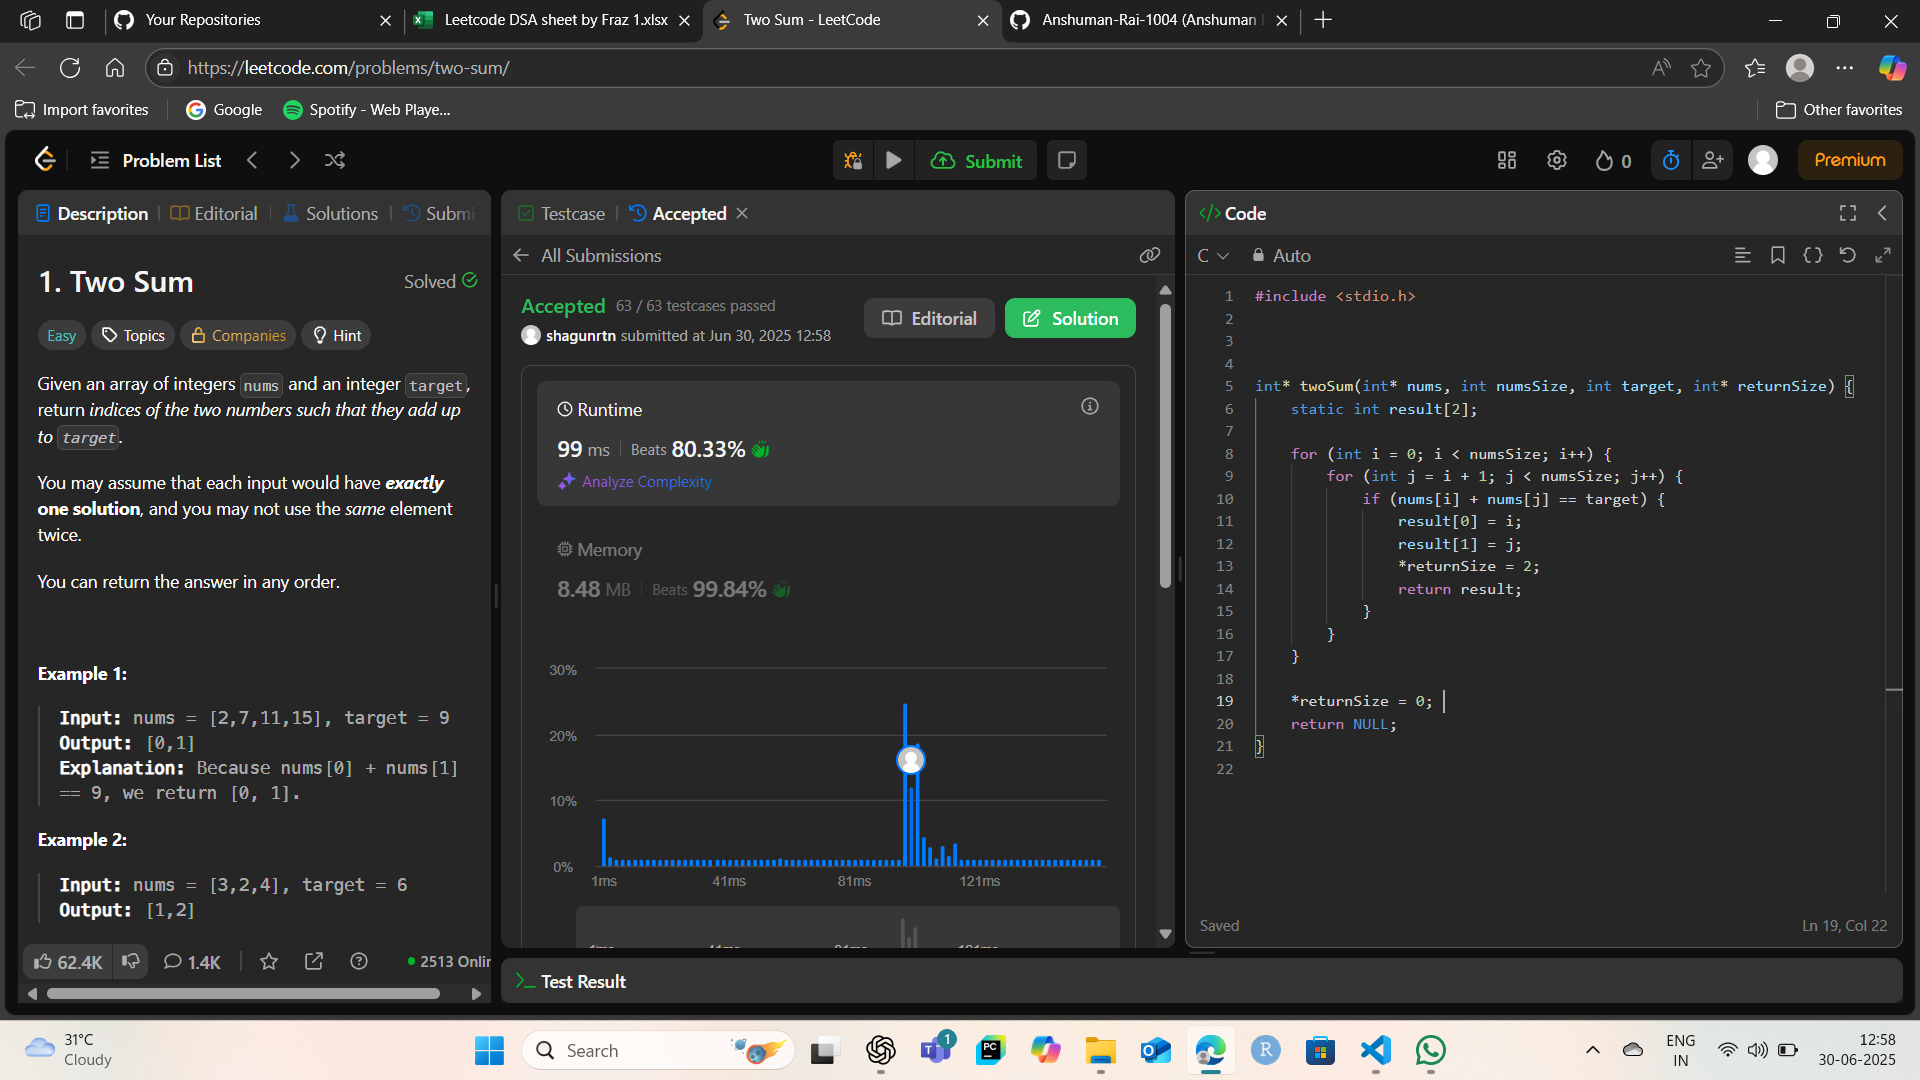 Your Repositories
Leetcode DSA sheet by Fraz 1.xlsx
Two Sum - LeetCode
Anshuman-Rai-1004 (Anshuman
https://leetcode.com/problems/two-sum/
Import favorites
Google
Spotify - Web Playe...
Other favorites
Problem List
Submit
0
Premium
Description
Editorial
Solutions
Submi
1. Two Sum
Solved
Easy
Topics
Companies
Hint
Given an array of integers nums and an integer target,
return indices of the two numbers such that they add up
to target.
You may assume that each input would have exactly
one solution, and you may not use the same element
twice.
You can return the answer in any order.
Example 1:
Input: nums = [2,7,11,15], target = 9
Output: [0,1]
Explanation: Because nums[0] + nums[1]
== 9, we return [0, 1].
Example 2:
Input: nums = [3,2,4], target = 6
Output: [1,2]
62.4K
1.4K
2513 Onlin
Testcase
Accepted
All Submissions
Accepted 63 / 63 testcases passed
shagunrtn submitted at Jun 30, 2025 12:58
Editorial
Solution
Runtime
99 ms Beats 80.33%
Analyze Complexity
Memory
8.48 MB Beats 99.84%
30%
20%
10%
0%
1ms 41ms 81ms 121ms
Test Result
Code
C
Auto
1 #include <stdio.h>
2
3
4
5 int* twoSum(int* nums, int numsSize, int target, int* returnSize) {
6 static int result[2];
7
8 for (int i = 0; i < numsSize; i++) {
9 for (int j = i + 1; j < numsSize; j++) {
10 if (nums[i] + nums[j] == target) {
11 result[0] = i;
12 result[1] = j;
13 *returnSize = 2;
14 return result;
15 }
16 }
17 }
18
19 *returnSize = 0;
20 return NULL;
21 }
22
Saved
Ln 19, Col 22
31°C
Cloudy
Search
1
PC
R
ENG
IN
12:58
30-06-2025